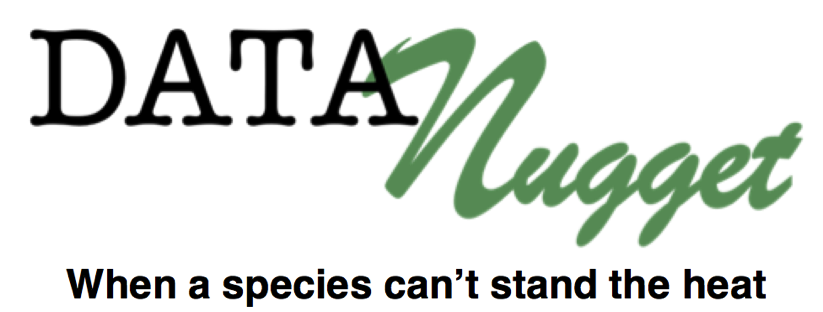 DATA Nugget
When a species can't stand the heat